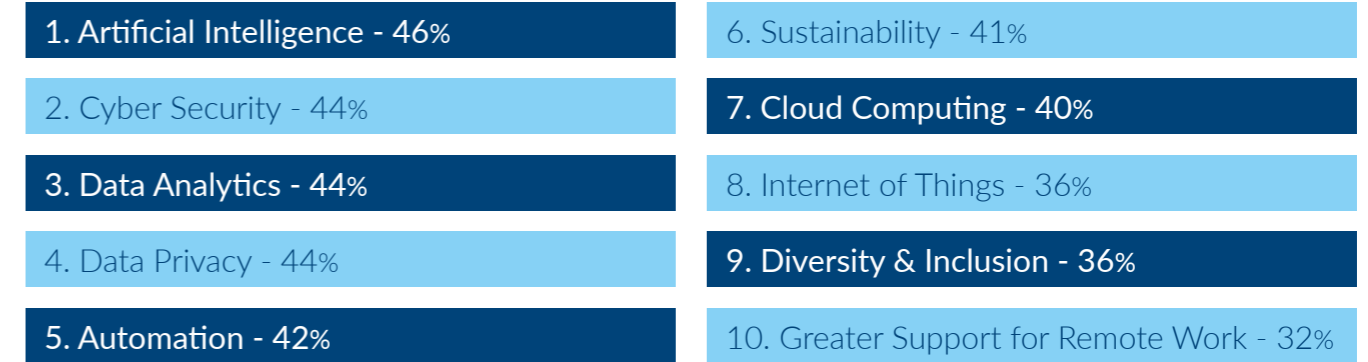 1. Artificial Intelligence - 46%
2. Cyber Security - 44%
3. Data Analytics - 44%
4. Data Privacy - 44%
5. Automation - 42%
6. Sustainability - 41%
7. Cloud Computing - 40%
8. Internet of Things - 36%
9. Diversity & Inclusion - 36%
10. Greater Support for Remote Work - 32%